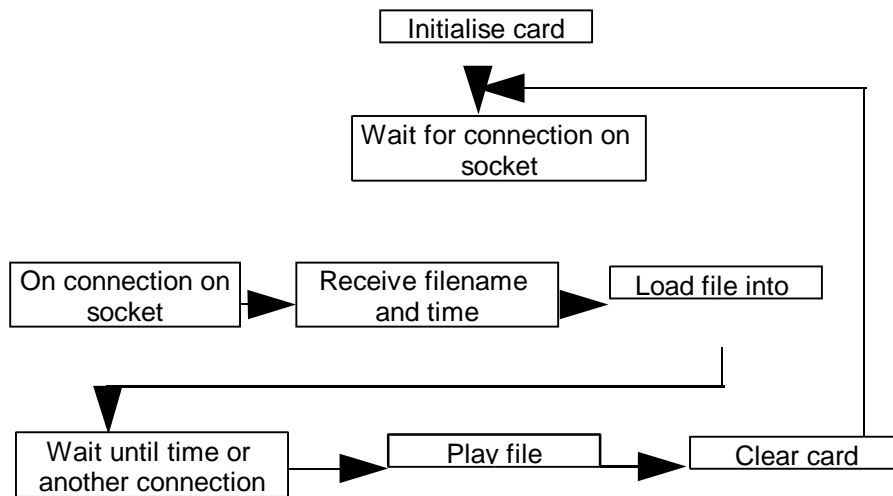 Initialise card
Wait for connection on
socket
On connection on
socket
Receive filename
and time
Load file into
Wait until time or
another connection
Play file
Clear card